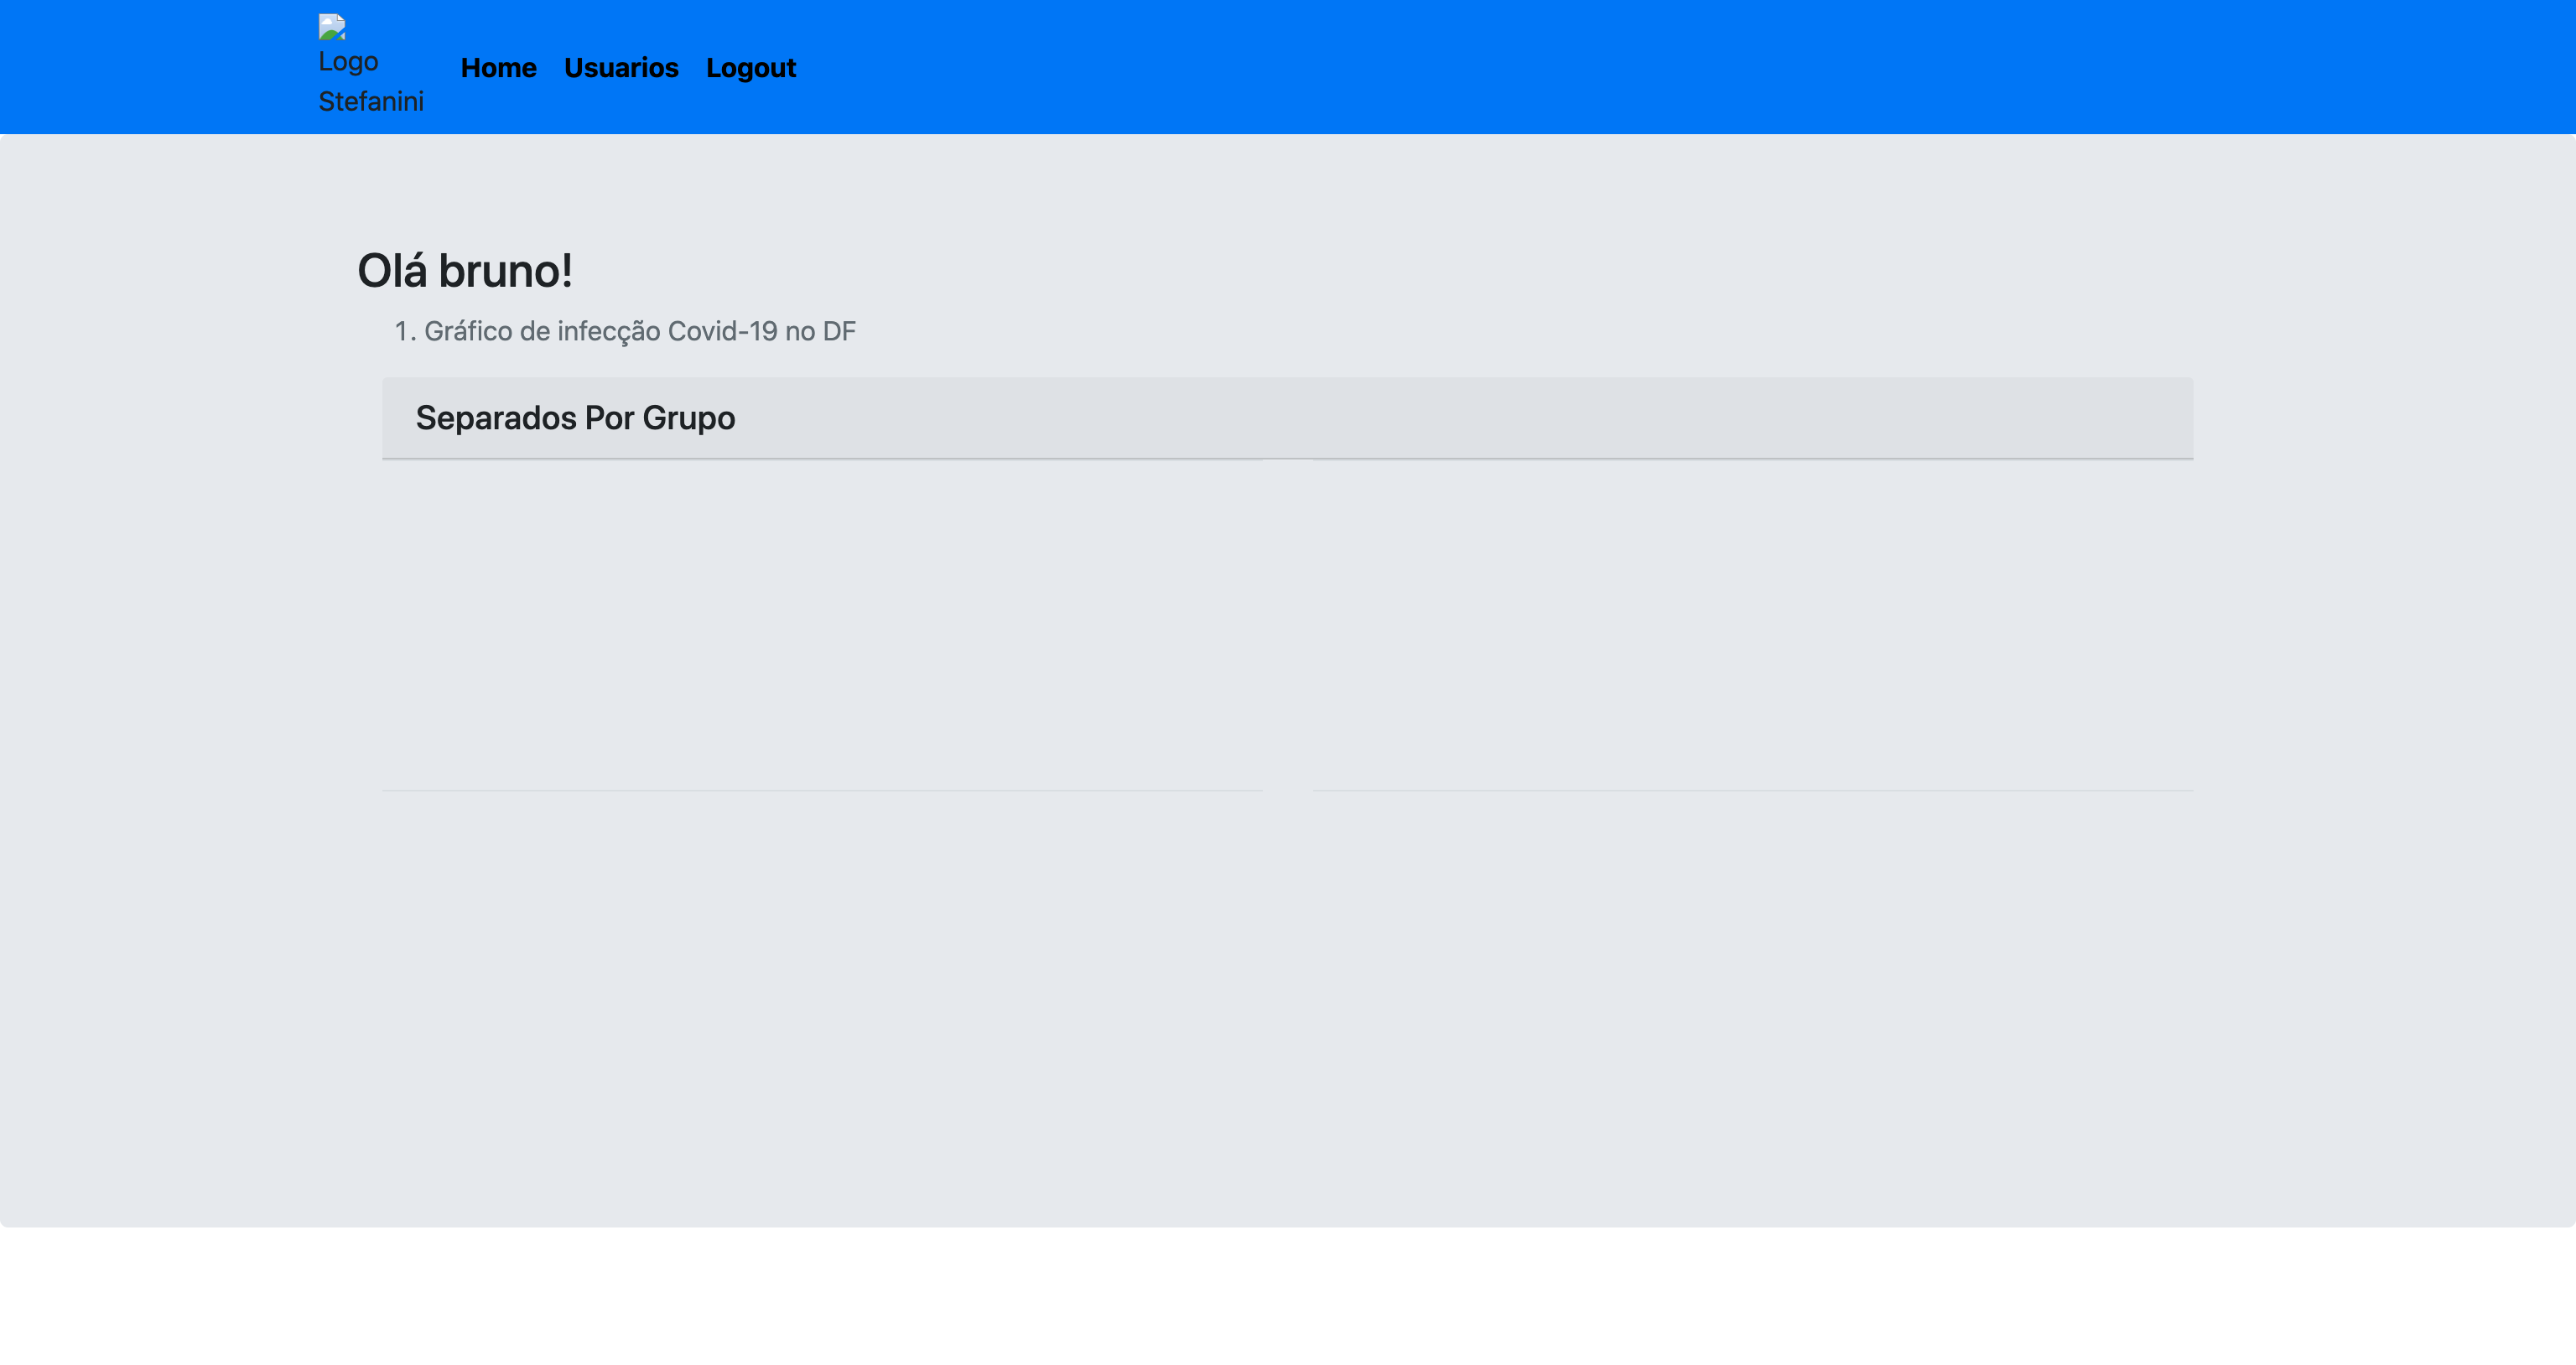 Logo
Stefanini
Home Usuarios Logout
Olá bruno!
1. Gráfico de infecção Covid-19 no DF
Separados Por Grupo